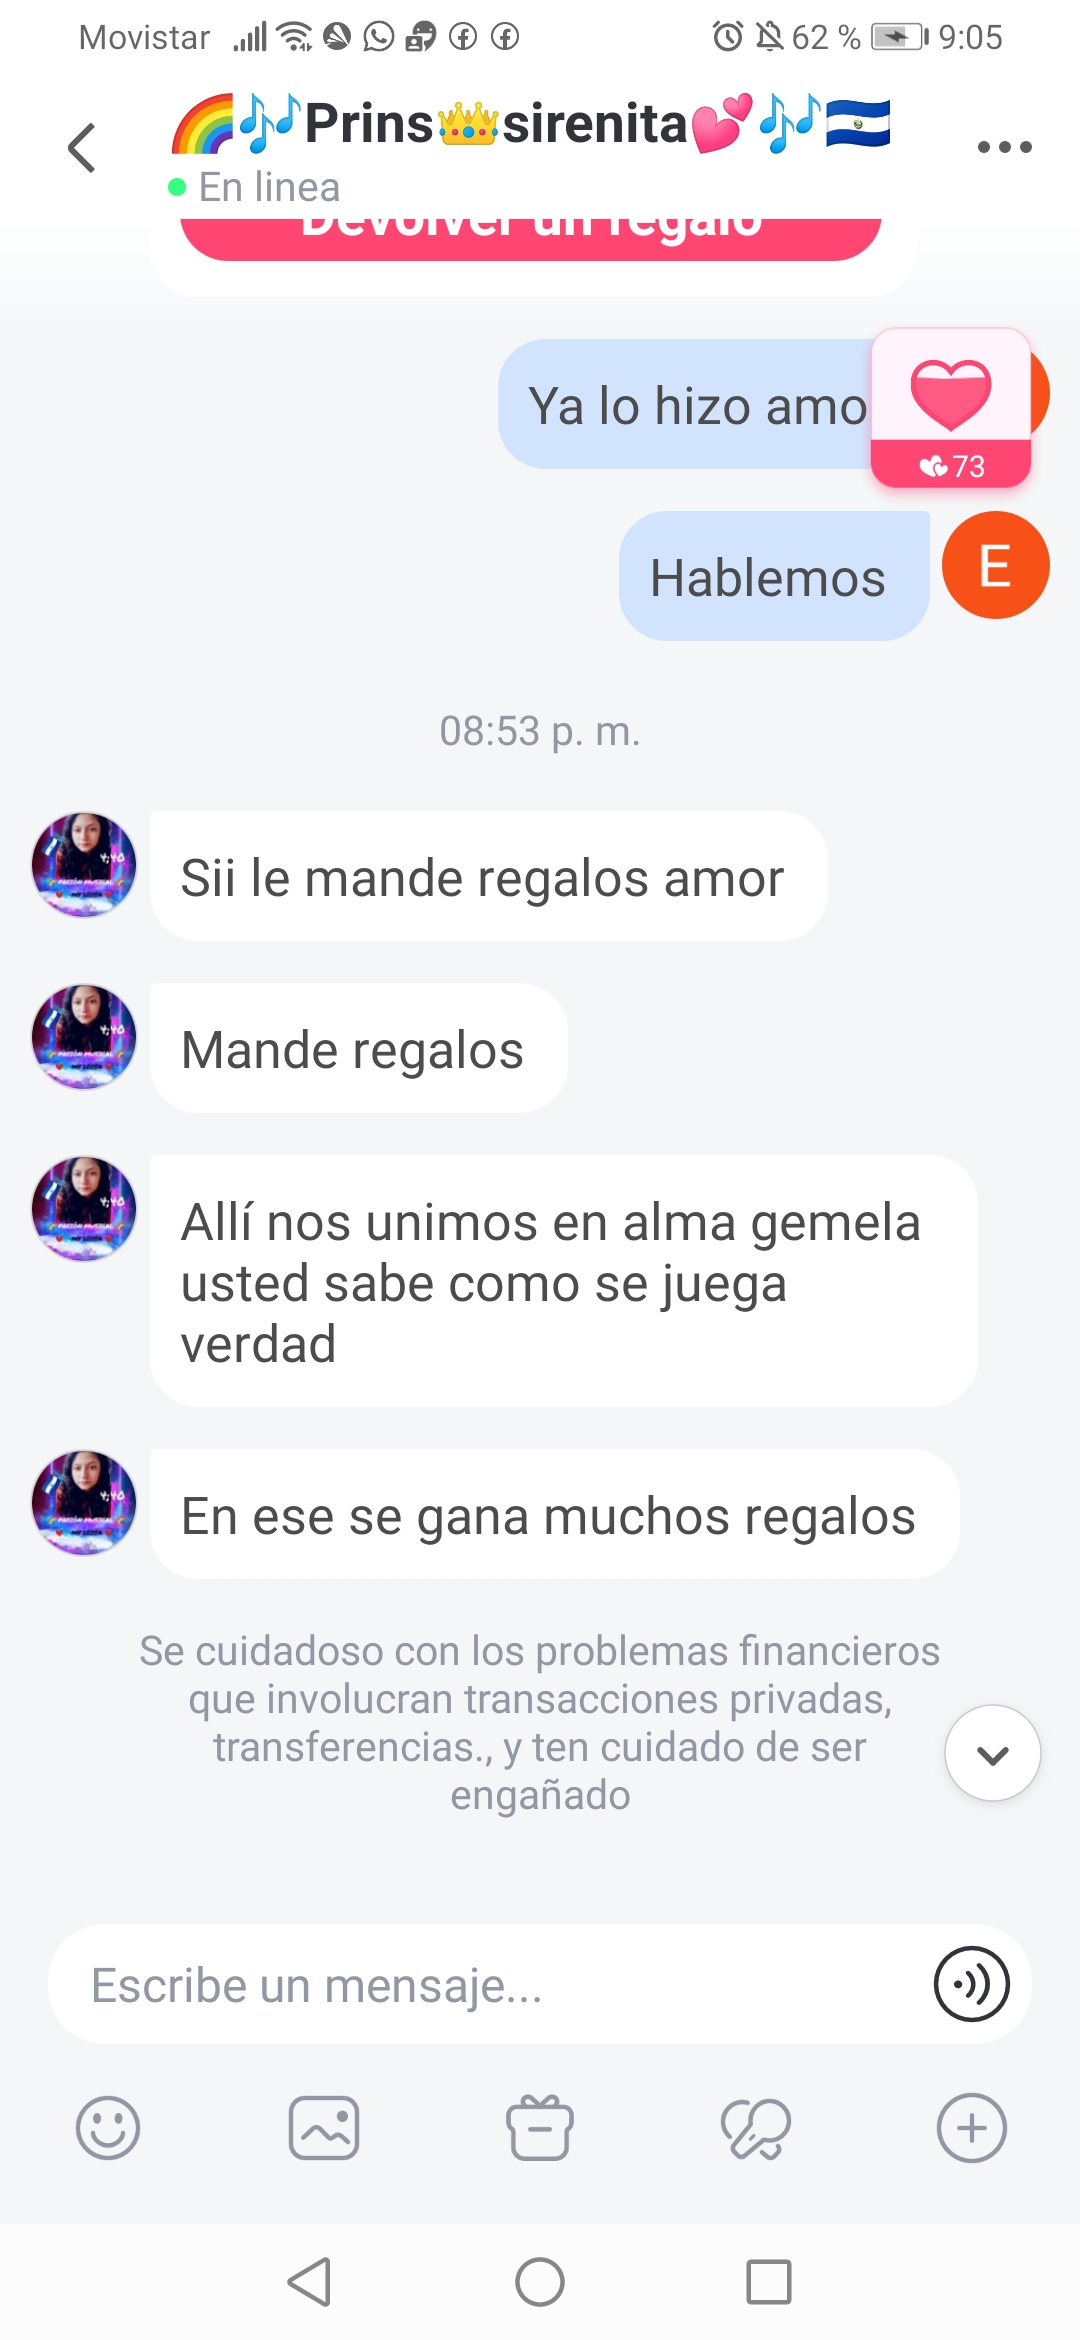 Movistar 62 % 9:05
🌈🎶Prins👑sirenita💕🎶🇸🇻
En linea
Devolver un regalo
Ya lo hizo amo
73
Hablemos
E
08:53 p. m.
Sii le mande regalos amor
Mande regalos
Allí nos unimos en alma gemela
usted sabe como se juega
verdad
En ese se gana muchos regalos
Se cuidadoso con los problemas financieros
que involucran transacciones privadas,
transferencias., y ten cuidado de ser
engañado
Escribe un mensaje...